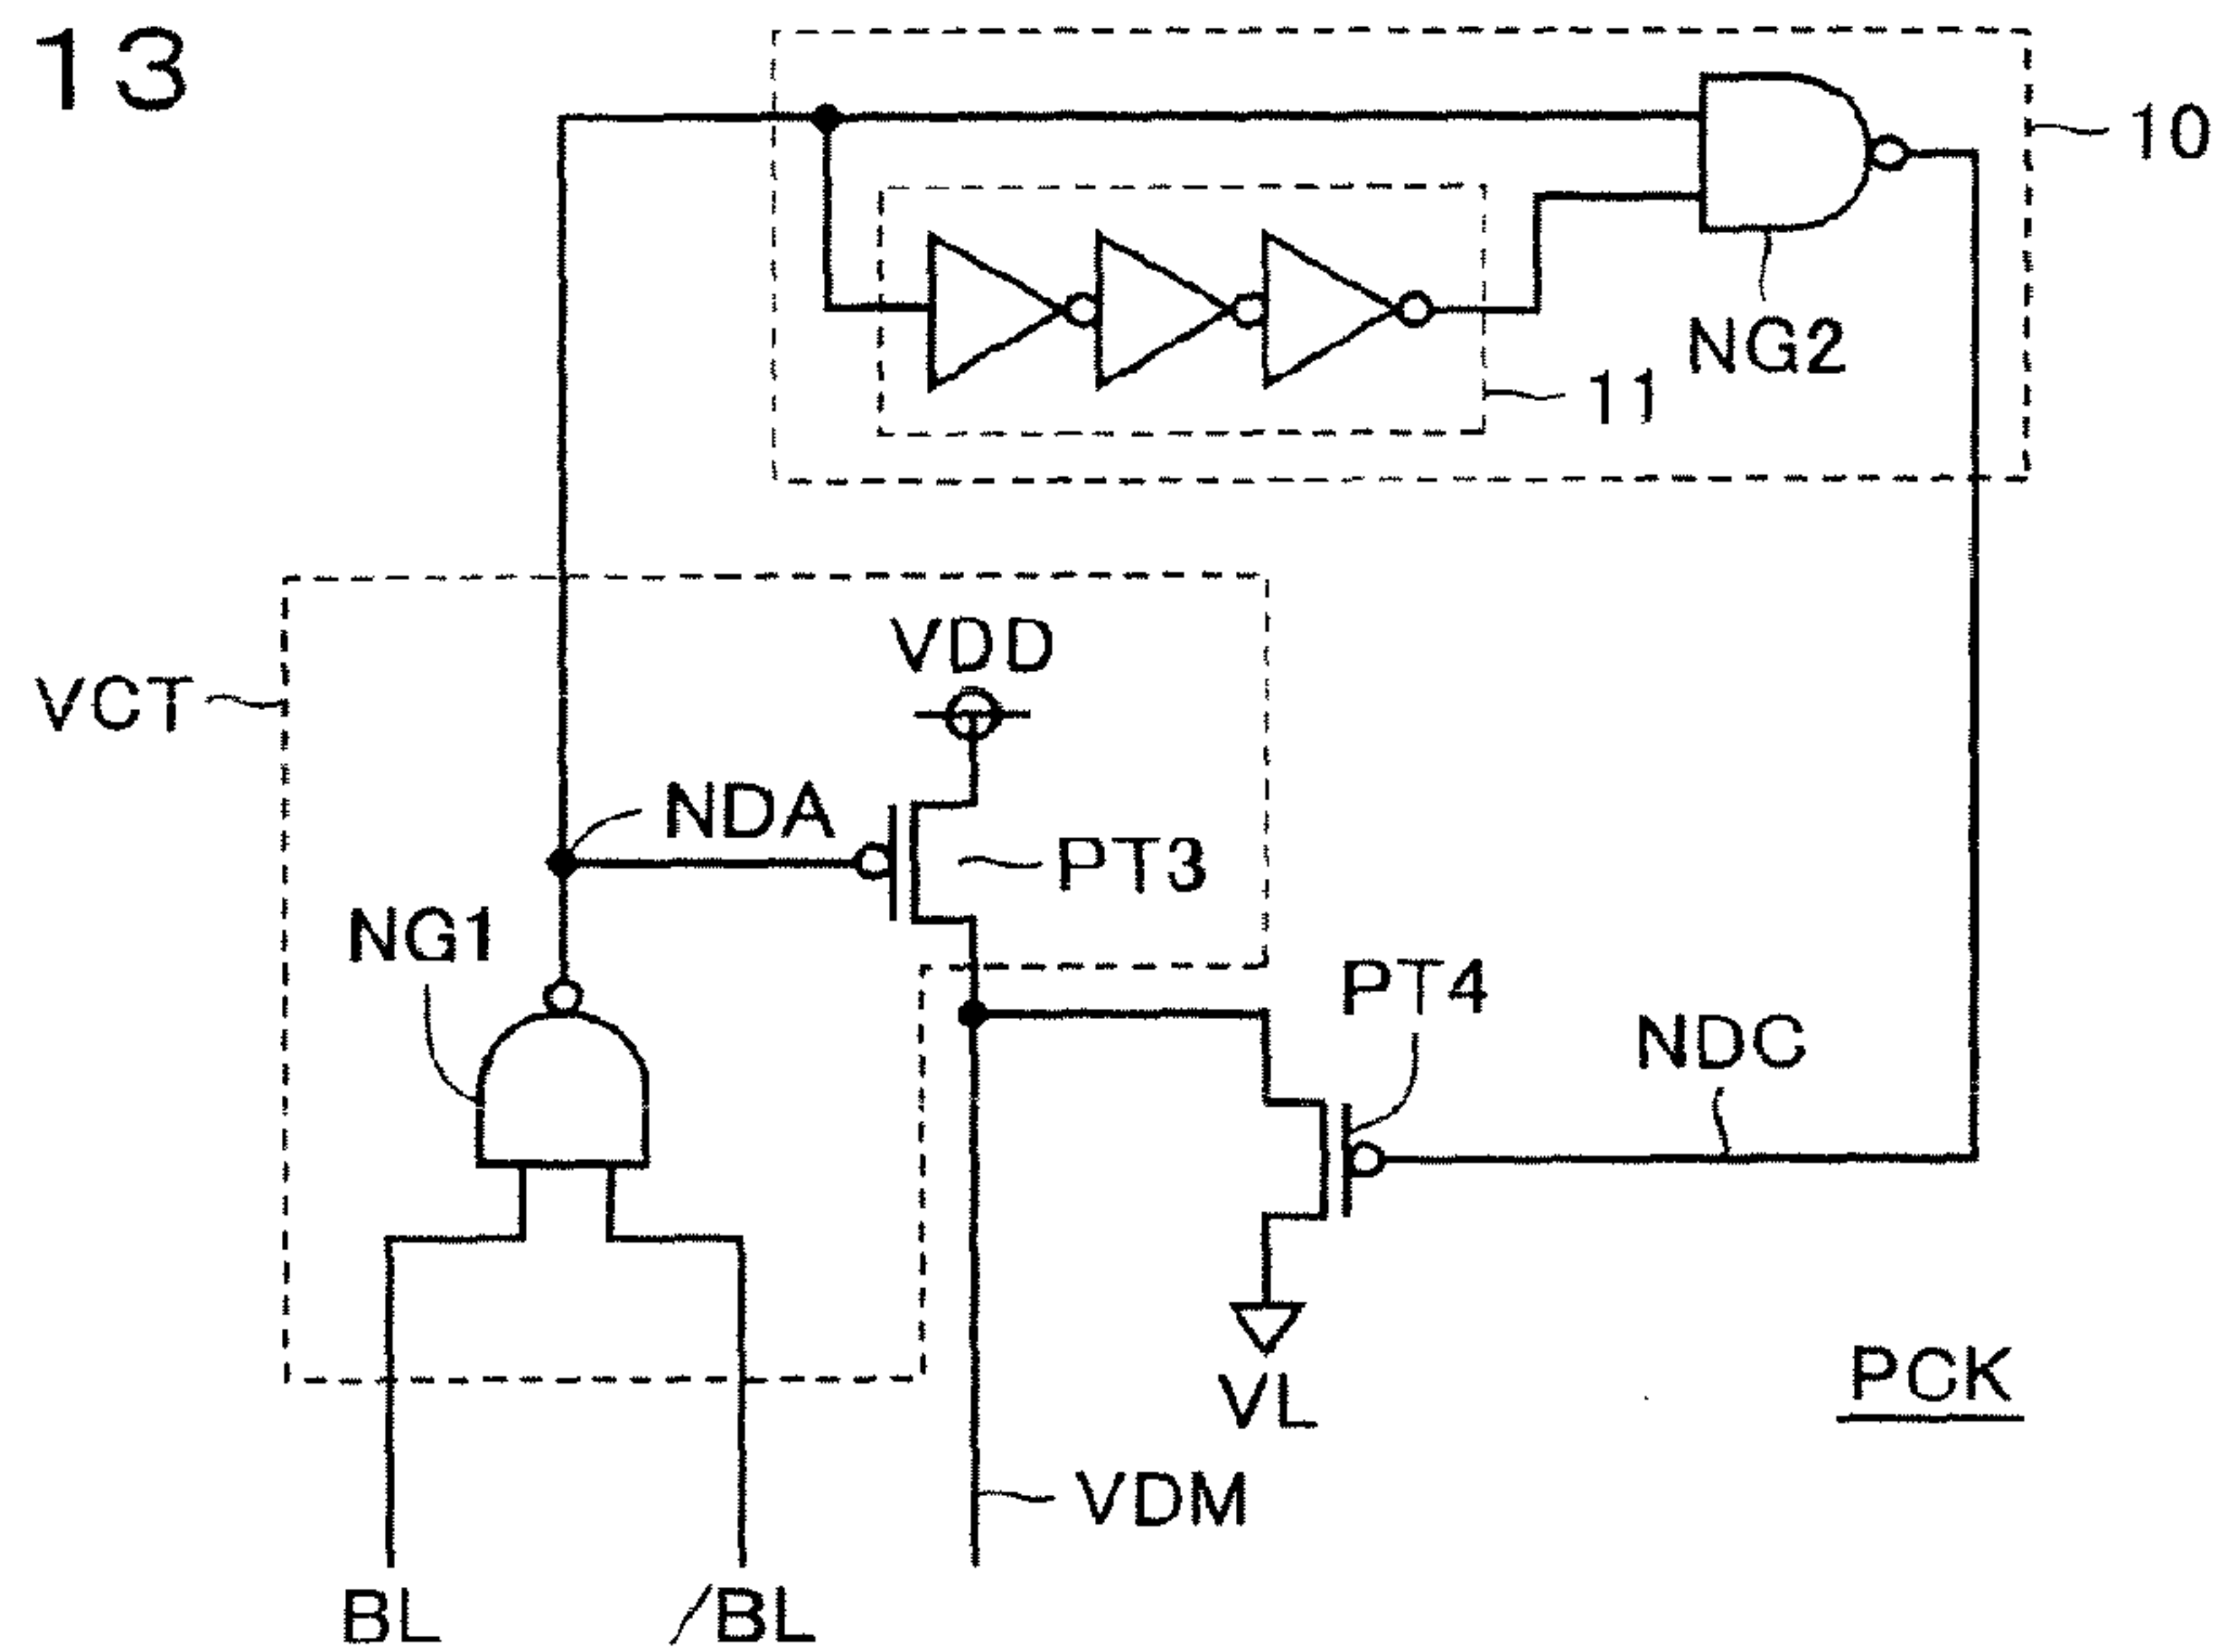 13
10
NG2
11
VDD
VCT
NDA
PT3
NG1
PT4
NDC
VL
PCK
VDM
BL
/BL